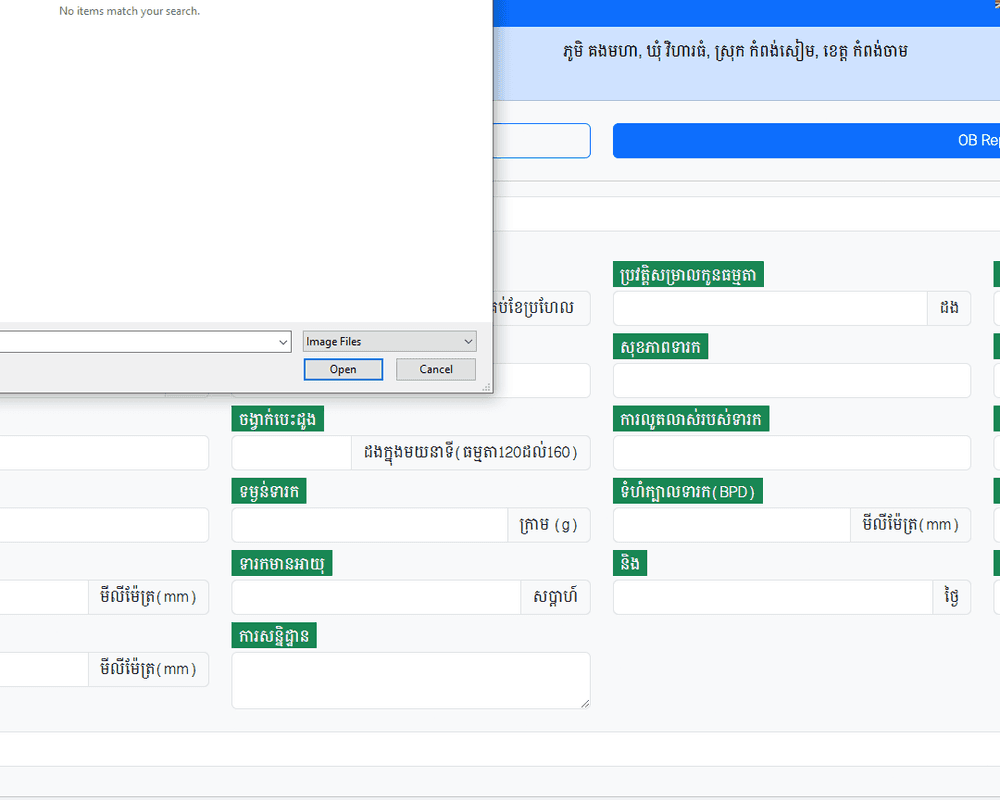 No items match your search.
ភូមិ គងមហា, ឃុំ វិហារធំ, ស្រុក កំពង់សៀម, ខេត្ត កំពង់ចាម
OB
ប្រវត្តិសម្រាលកូនធម្មតា
ដង
Image Files
Open
Cancel
សុខភាពទារក
ចង្វាក់បេះដូង
ដងក្នុងមយនាទី(ធម្មតា120ដល់160)
ការលូតលាស់របស់ទារក
ទម្ងន់ទារក
ក្រាម (g)
ទំហំក្បាលទារក(BPD)
មីលីម៉ែត្រ(mm)
មីលីម៉ែត្រ(mm)
ទារកមានអាយុ
សប្តាហ៍
និង
ថ្ងៃ
មីលីម៉ែត្រ(mm)
ការសន្និដ្ឋាន